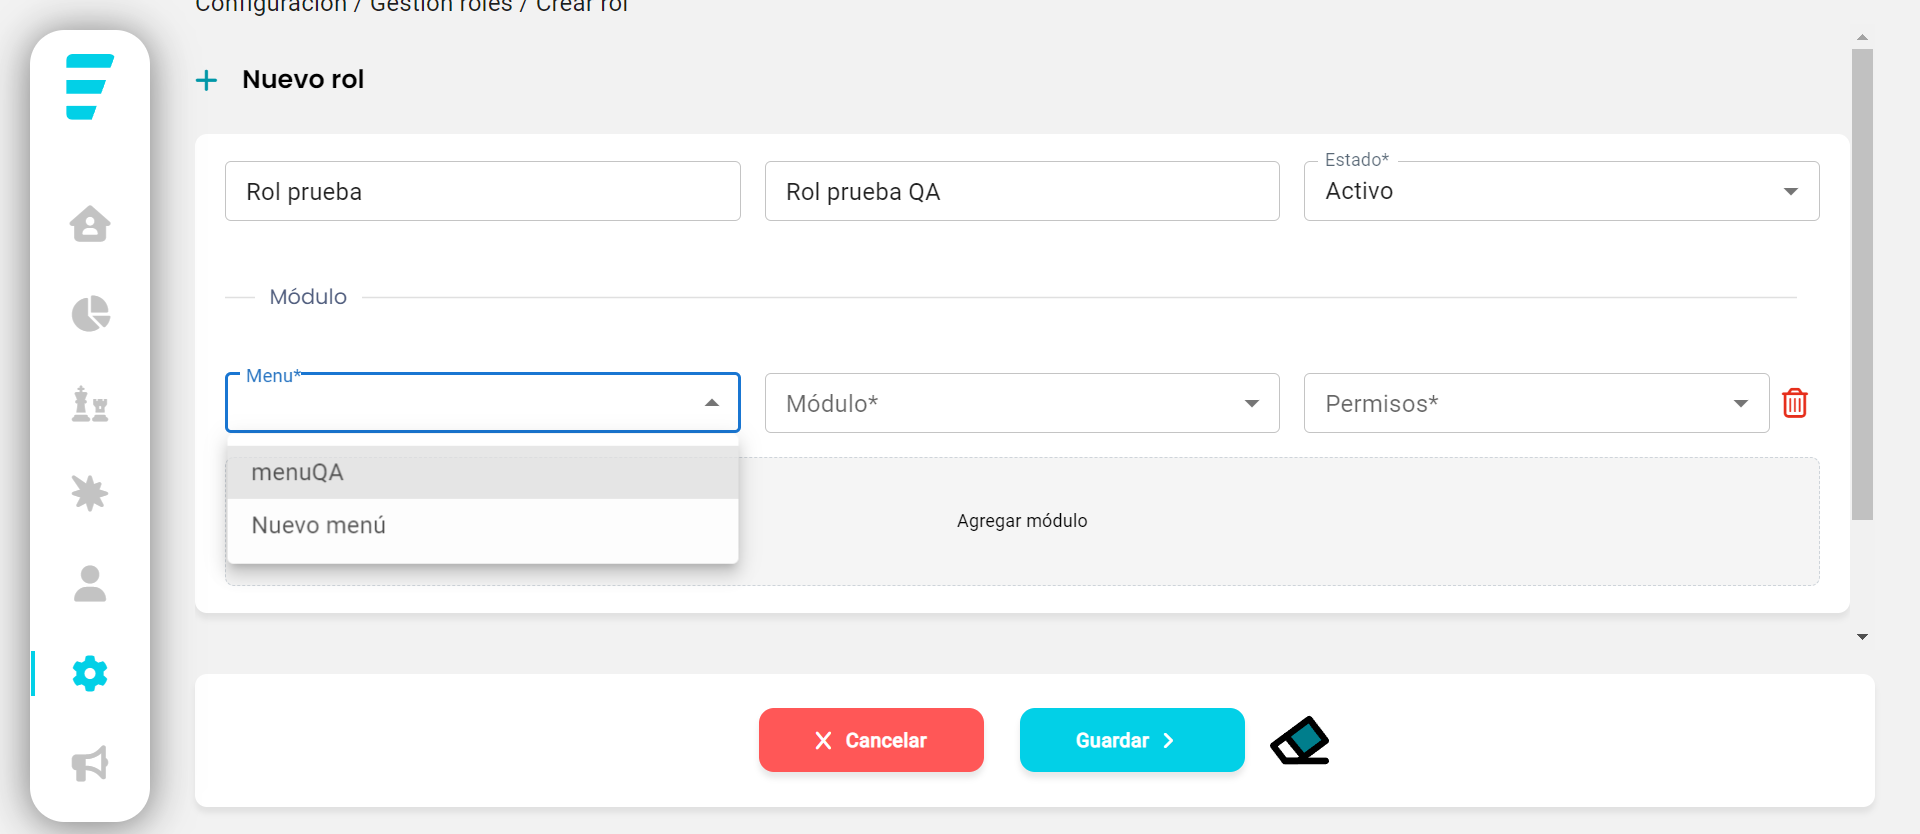 Configuración / Gestión roles / Crear rol
Nuevo rol
Rol prueba
Rol prueba QA
Estado*
Activo
Módulo
Menu*
Módulo*
Permisos*
menuQA
Nuevo menú
Agregar módulo
Cancelar
Guardar